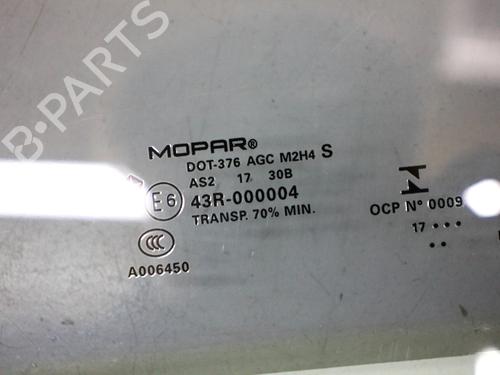 B-PARTS
MOPAR®
DOT-376 AGC M2H4 S
AS2 17 30B
E6 43R-000004
TRANSP. 70% MIN.
CCC
A006450
OCP N° 0009
17 •••